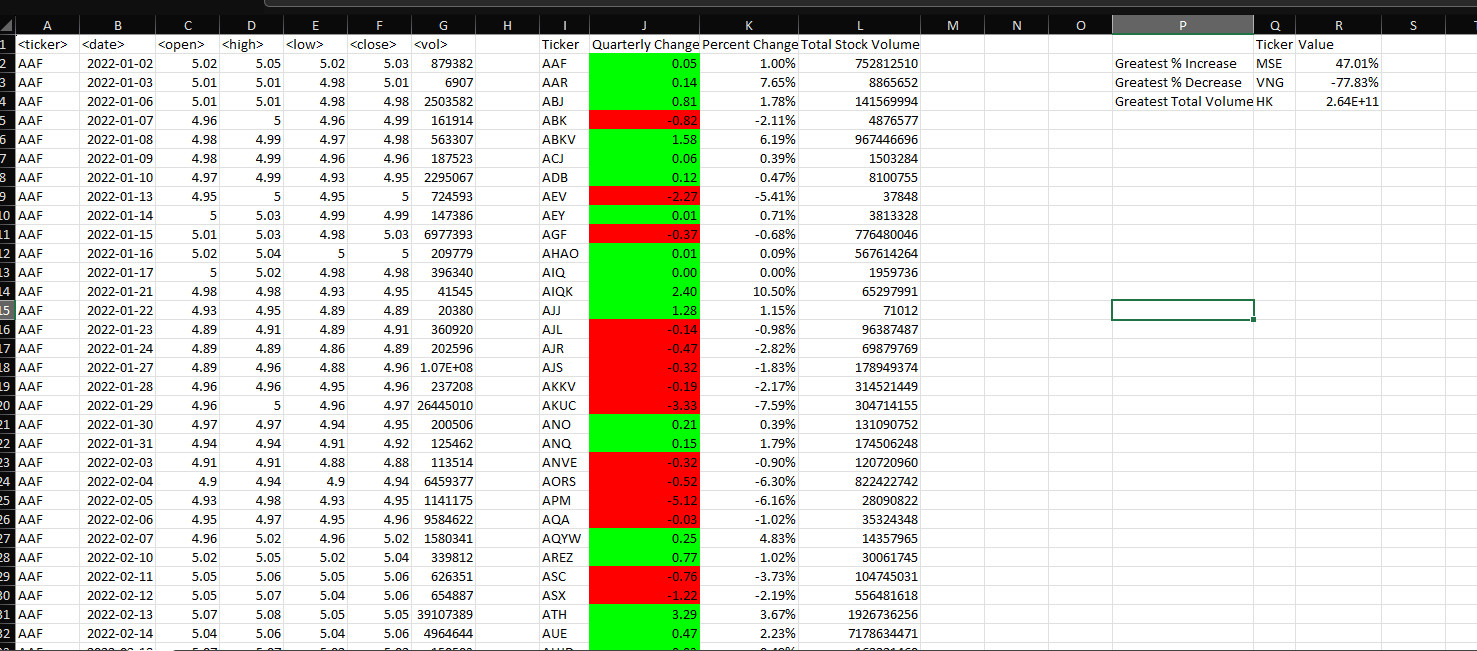 A B C D E F G H I J K L M N O P Q R S
1 <ticker> <date> <open> <high> <low> <close> <vol> Ticker Quarterly Change Percent Change Total Stock Volume Ticker Value
2 AAF 2022-01-02 5.02 5.05 5.02 5.03 879382 AAF 0.05 1.00% 752812510 Greatest % Increase MSE 47.01%
3 AAF 2022-01-03 5.01 5.01 4.98 5.01 6907 AAR 0.14 7.65% 8865652 Greatest % Decrease VNG -77.83%
4 AAF 2022-01-06 5.01 5.01 4.98 4.98 2503582 ABJ 0.81 1.78% 141569994 Greatest Total Volume HK 2.64E+11
5 AAF 2022-01-07 4.96 5 4.96 4.99 161914 ABK -0.82 -2.11% 4876577
6 AAF 2022-01-08 4.98 4.99 4.97 4.98 563307 ABKV 1.58 6.19% 967446696
7 AAF 2022-01-09 4.98 4.99 4.96 4.96 187523 ACJ 0.06 0.39% 1503284
8 AAF 2022-01-10 4.97 4.99 4.93 4.95 2295067 ADB 0.12 0.47% 8100755
9 AAF 2022-01-13 4.95 5 4.95 5 724593 AEV -2.27 -5.41% 37848
10 AAF 2022-01-14 5 5.03 4.99 4.99 147386 AEY 0.01 0.71% 3813328
11 AAF 2022-01-15 5.01 5.03 4.98 5.03 6977393 AGF -0.37 -0.68% 776480046
12 AAF 2022-01-16 5.02 5.04 5 5 209779 AHAO 0.01 0.09% 567614264
13 AAF 2022-01-17 5 5.02 4.98 4.98 396340 AIQ 0.00 0.00% 1959736
14 AAF 2022-01-21 4.98 4.98 4.93 4.95 41545 AIQK 2.40 10.50% 65297991
15 AAF 2022-01-22 4.93 4.95 4.89 4.89 20380 AJJ 1.28 1.15% 71012
16 AAF 2022-01-23 4.89 4.91 4.89 4.91 360920 AJL -0.14 -0.98% 96387487
17 AAF 2022-01-24 4.89 4.89 4.86 4.89 202596 AJR -0.47 -2.82% 69879769
18 AAF 2022-01-27 4.89 4.96 4.88 4.96 1.07E+08 AJS -0.32 -1.83% 178949374
19 AAF 2022-01-28 4.96 4.96 4.95 4.96 237208 AKKV -0.19 -2.17% 314521449
20 AAF 2022-01-29 4.96 5 4.96 4.97 26445010 AKUC -3.33 -7.59% 304714155
21 AAF 2022-01-30 4.97 4.97 4.94 4.95 200506 ANO 0.21 0.39% 131090752
22 AAF 2022-01-31 4.94 4.94 4.91 4.92 125462 ANQ 0.15 1.79% 174506248
23 AAF 2022-02-03 4.91 4.91 4.88 4.88 113514 ANVE -0.32 -0.90% 120720960
24 AAF 2022-02-04 4.9 4.94 4.9 4.94 6459377 AORS -0.52 -6.30% 822422742
25 AAF 2022-02-05 4.93 4.98 4.93 4.95 1141175 APM -5.12 -6.16% 28090822
26 AAF 2022-02-06 4.95 4.97 4.95 4.96 9584622 AQA -0.03 -1.02% 35324348
27 AAF 2022-02-07 4.96 5.02 4.96 5.02 1580341 AQYW 0.25 4.83% 14357965
28 AAF 2022-02-10 5.02 5.05 5.02 5.04 339812 AREZ 0.77 1.02% 30061745
29 AAF 2022-02-11 5.05 5.06 5.05 5.06 626351 ASC -0.76 -3.73% 104745031
30 AAF 2022-02-12 5.05 5.07 5.04 5.06 654887 ASX -1.22 -2.19% 556481618
31 AAF 2022-02-13 5.07 5.08 5.05 5.05 39107389 ATH 3.29 3.67% 1926736256
32 AAF 2022-02-14 5.04 5.06 5.04 5.06 4964644 AUE 0.47 2.23% 7178634471